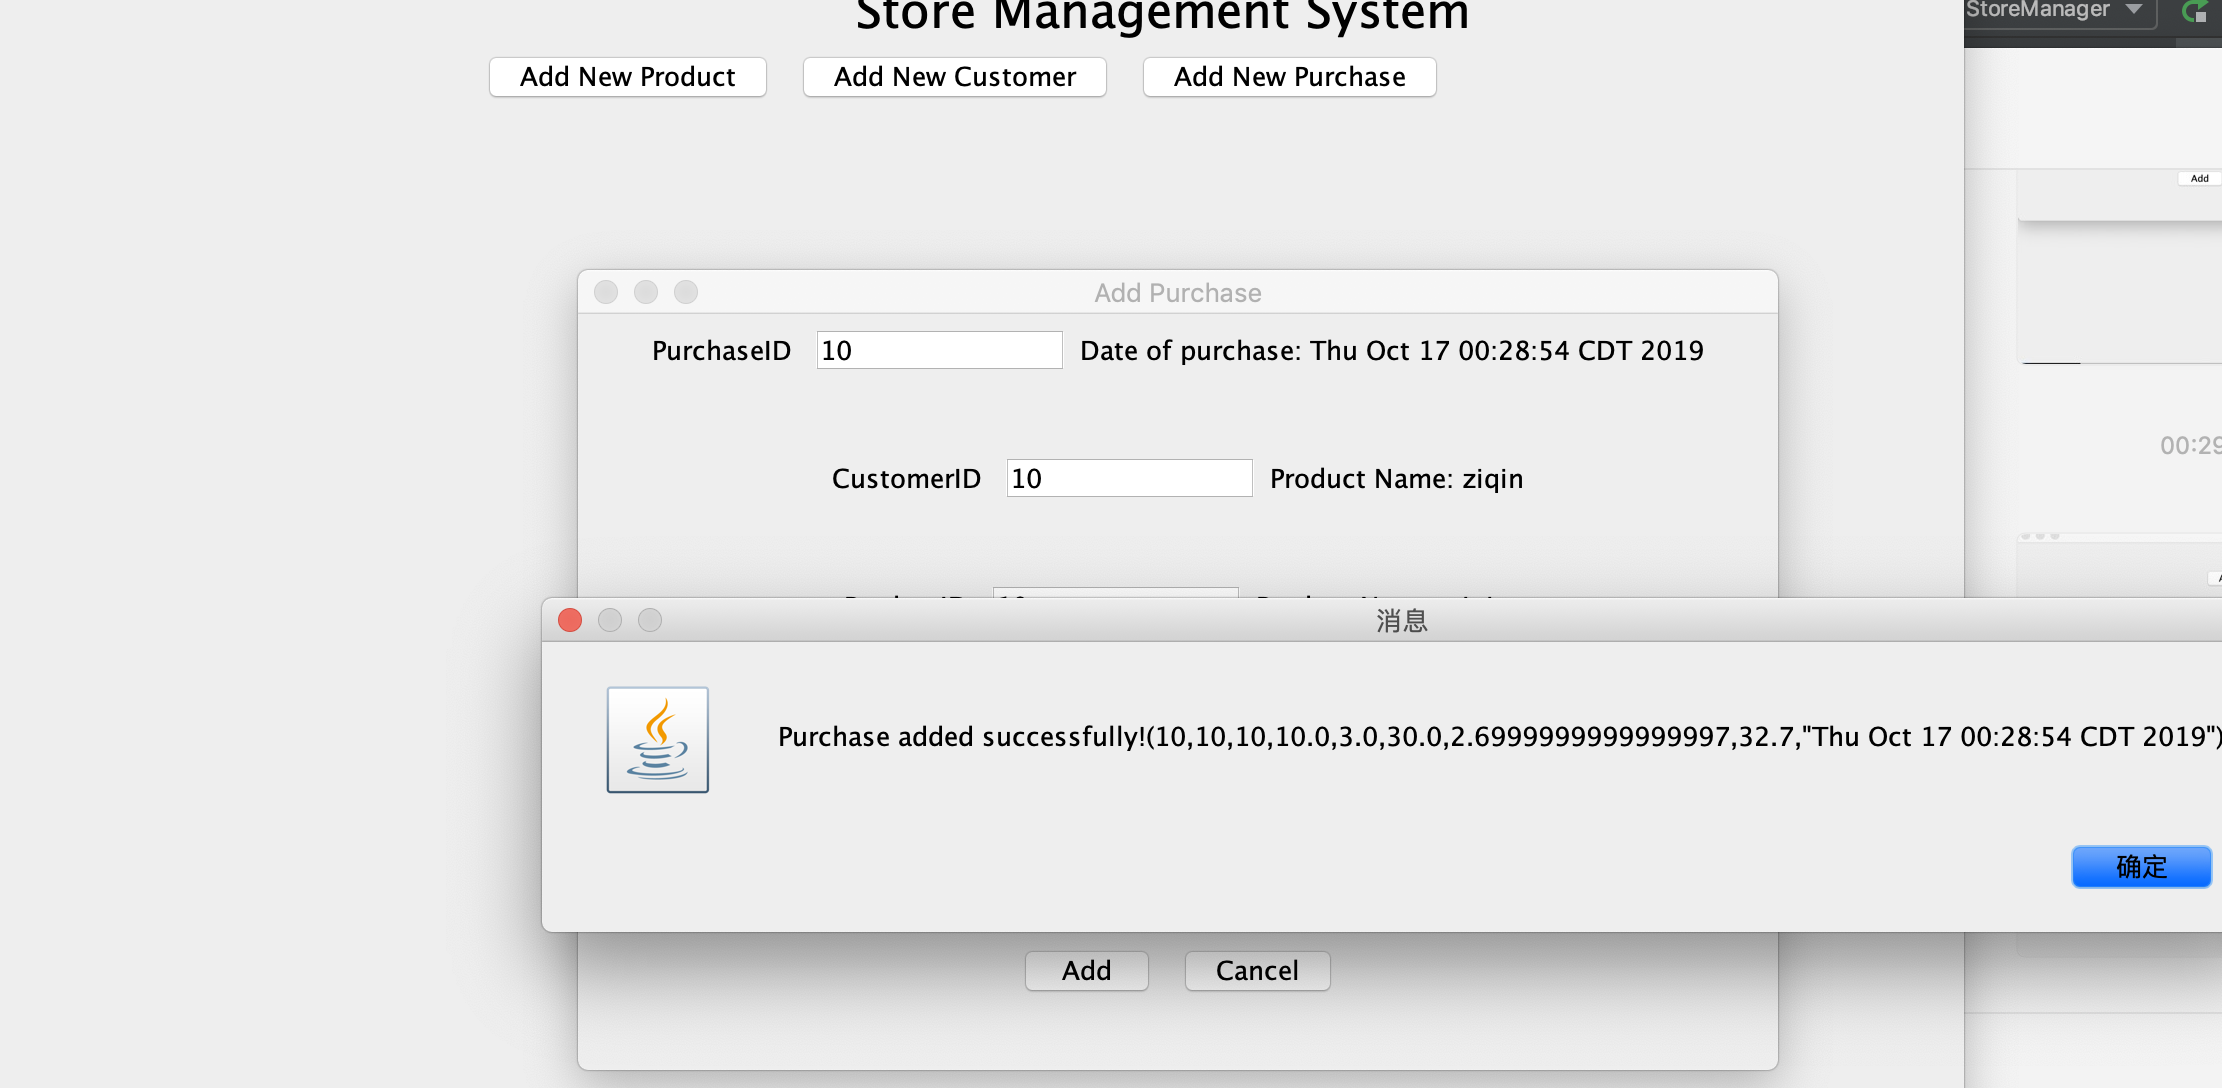 Store Management System
StoreManager
Add New Product
Add New Customer
Add New Purchase
Add
Add Purchase
PurchaseID 10 Date of purchase: Thu Oct 17 00:28:54 CDT 2019
00:29
CustomerID 10 Product Name: ziqin
消息
Purchase added successfully!(10,10,10,10.0,3.0,30.0,2.6999999999999997,32.7,"Thu Oct 17 00:28:54 CDT 2019")
确定
Add
Cancel